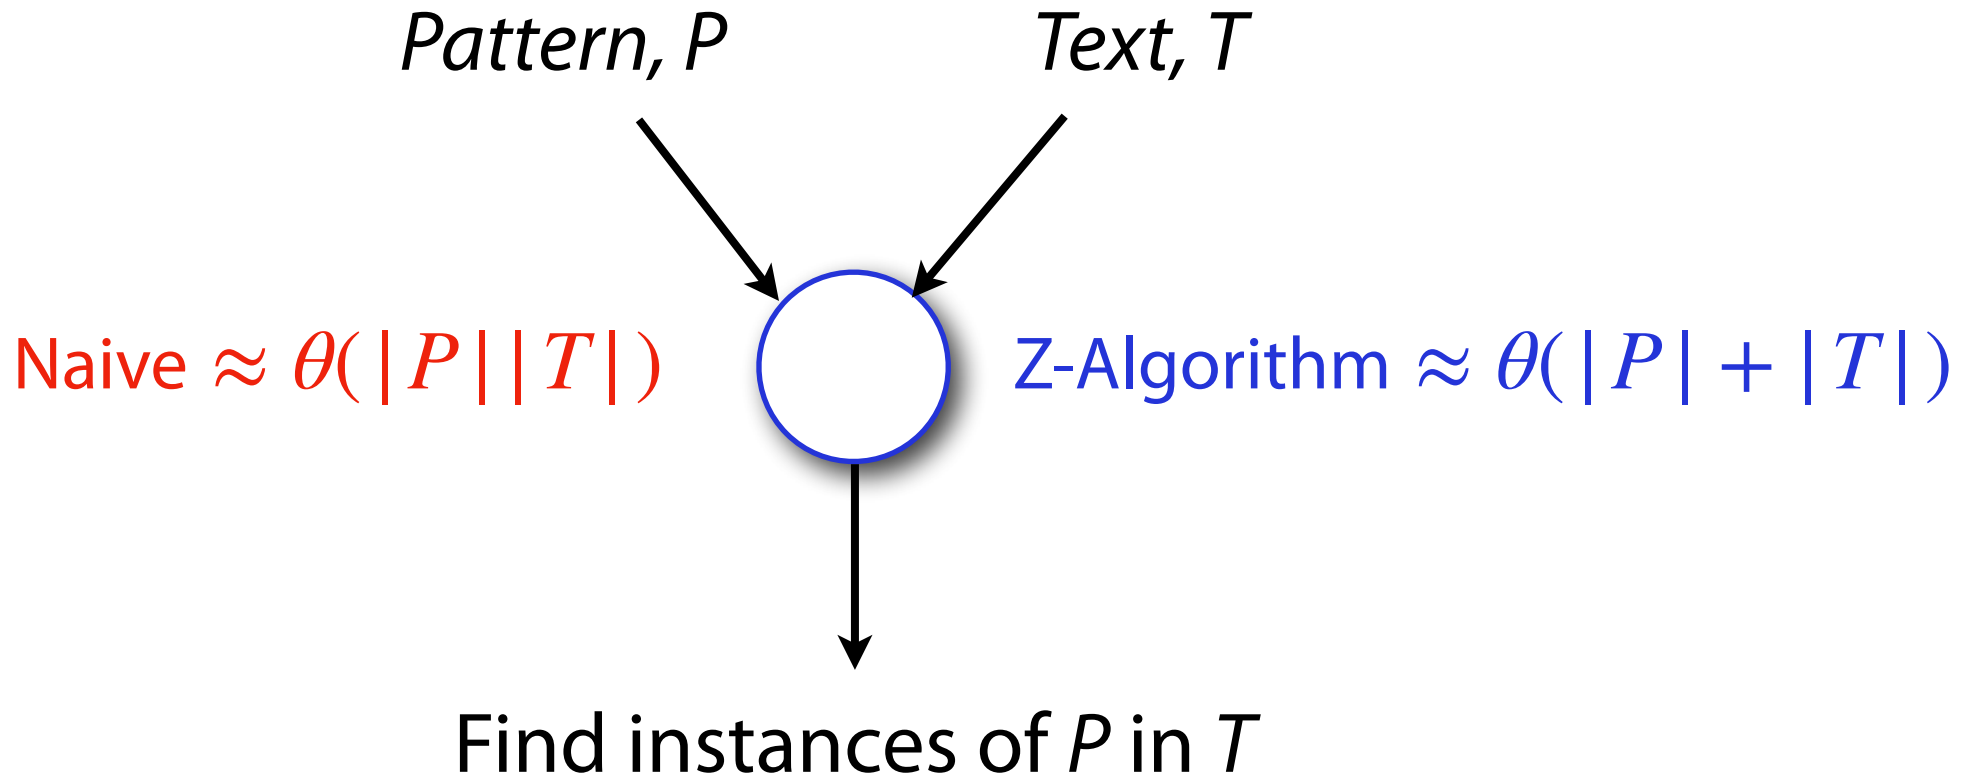 Pattern, P
Text, T
Naive ≈ θ(|P||T|)
Z-Algorithm ≈ θ(|P| + |T|)
Find instances of P in T